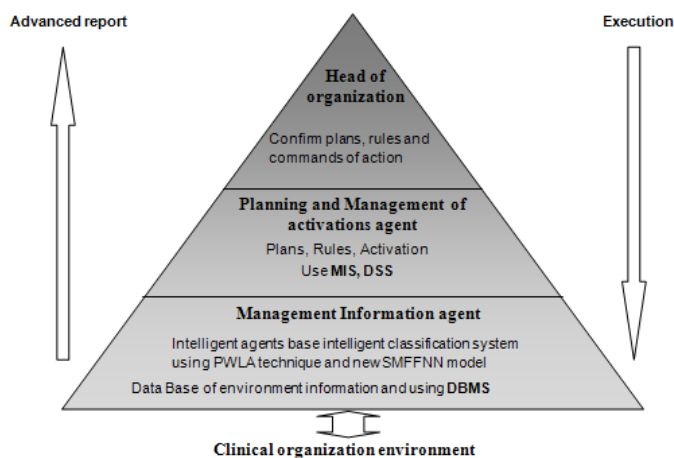 Advanced report
Execution
Head of
organization
Confirm plans, rules and
commands of action
Planning and Management of
activations agent
Plans, Rules, Activation
Use MIS, DSS
Management Information agent
Intelligent agents base intelligent classification system
using PWLA technique and new SMFFNN model
Data Base of environment information and using DBMS
Clinical organization environment